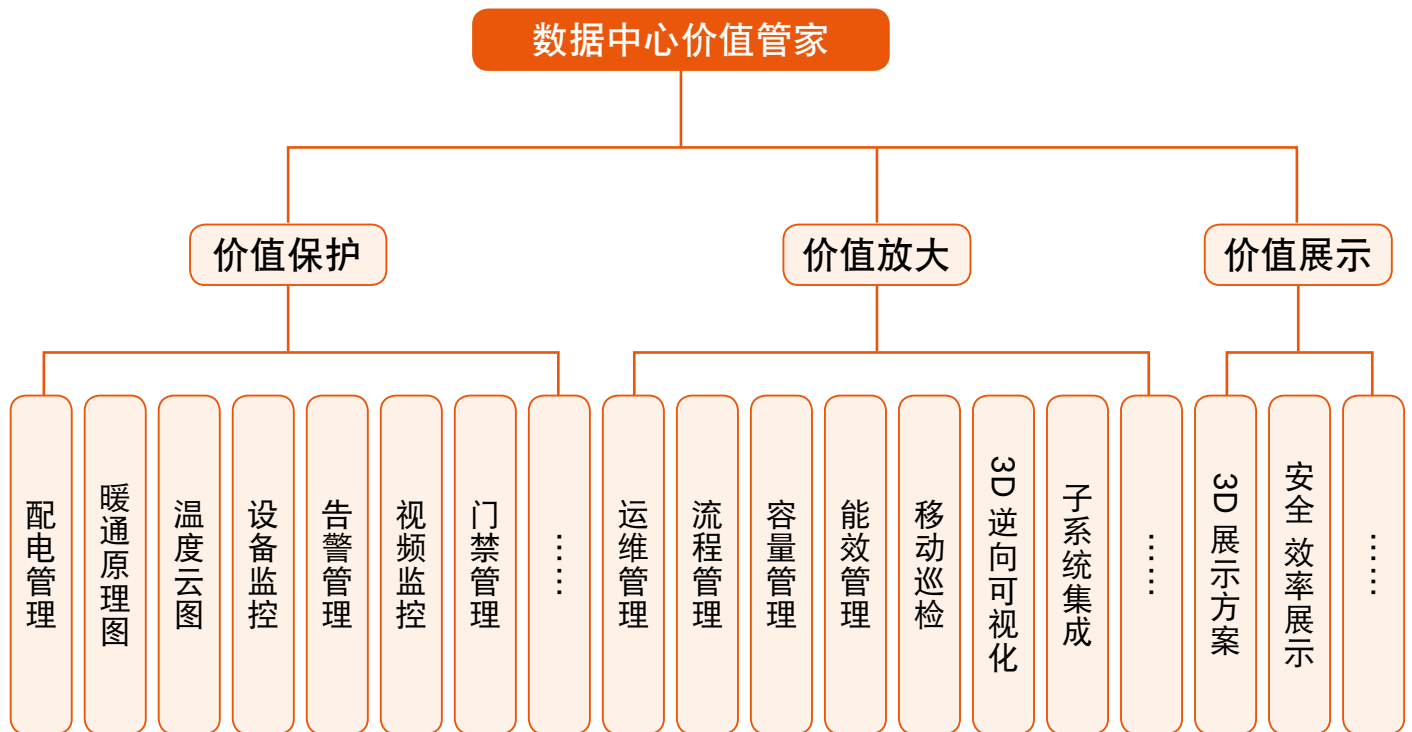 数据中心价值管家
价值保护
价值放大
价值展示
配电管理
暖通原理图
温度云图
设备监控
告警管理
视频监控
门禁管理
……
运维管理
流程管理
容量管理
能效管理
移动巡检
3D 逆向可视化
子系统集成
……
3D 展示方案
安全 效率展示
……